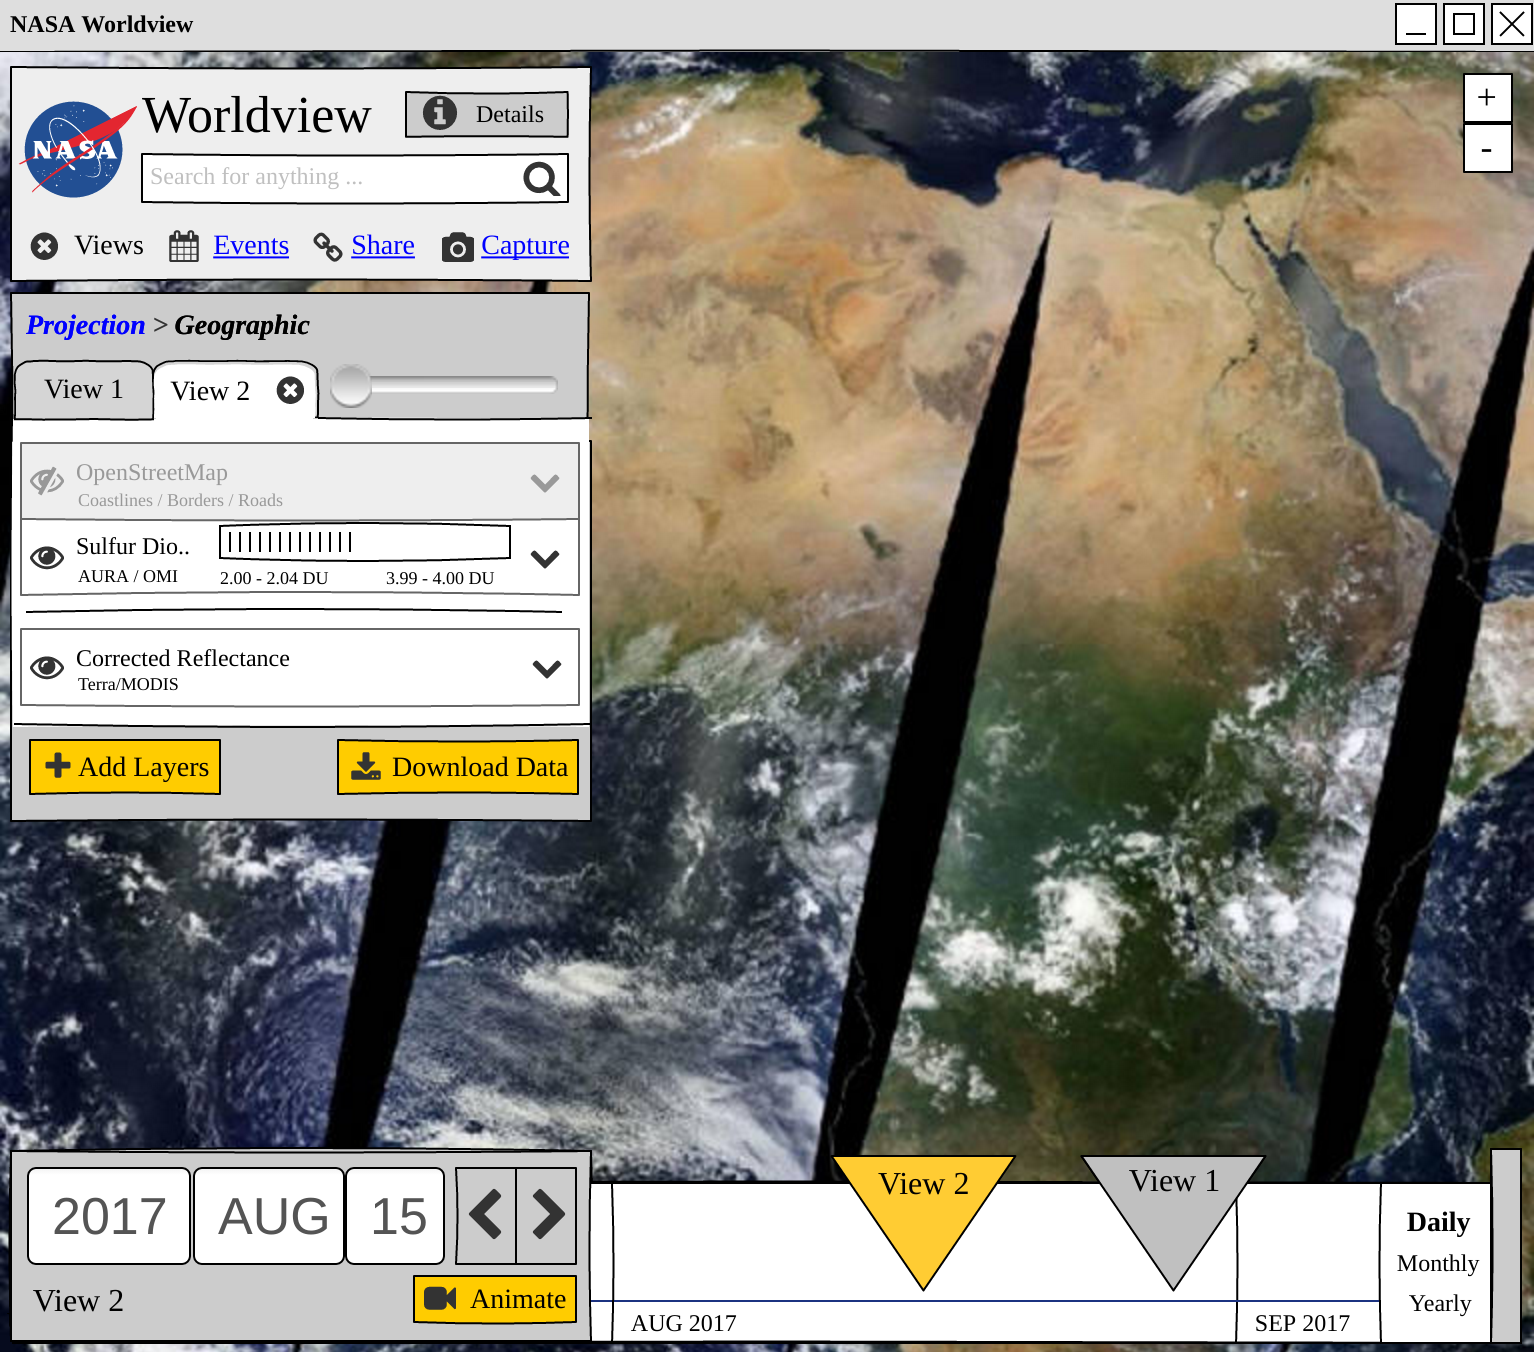 NASA Worldview
+
-
NASA
Worldview
Details
Search for anything ...
Views Events Share Capture
Projection > Geographic
View 1 View 2
OpenStreetMap
Coastlines / Borders / Roads
Sulfur Dio..
AURA / OMI 2.00 - 2.04 DU 3.99 - 4.00 DU
Corrected Reflectance
Terra/MODIS
Add Layers Download Data
2017 AUG 15
View 2 Animate
View 2 View 1
AUG 2017 SEP 2017
Daily
Monthly
Yearly